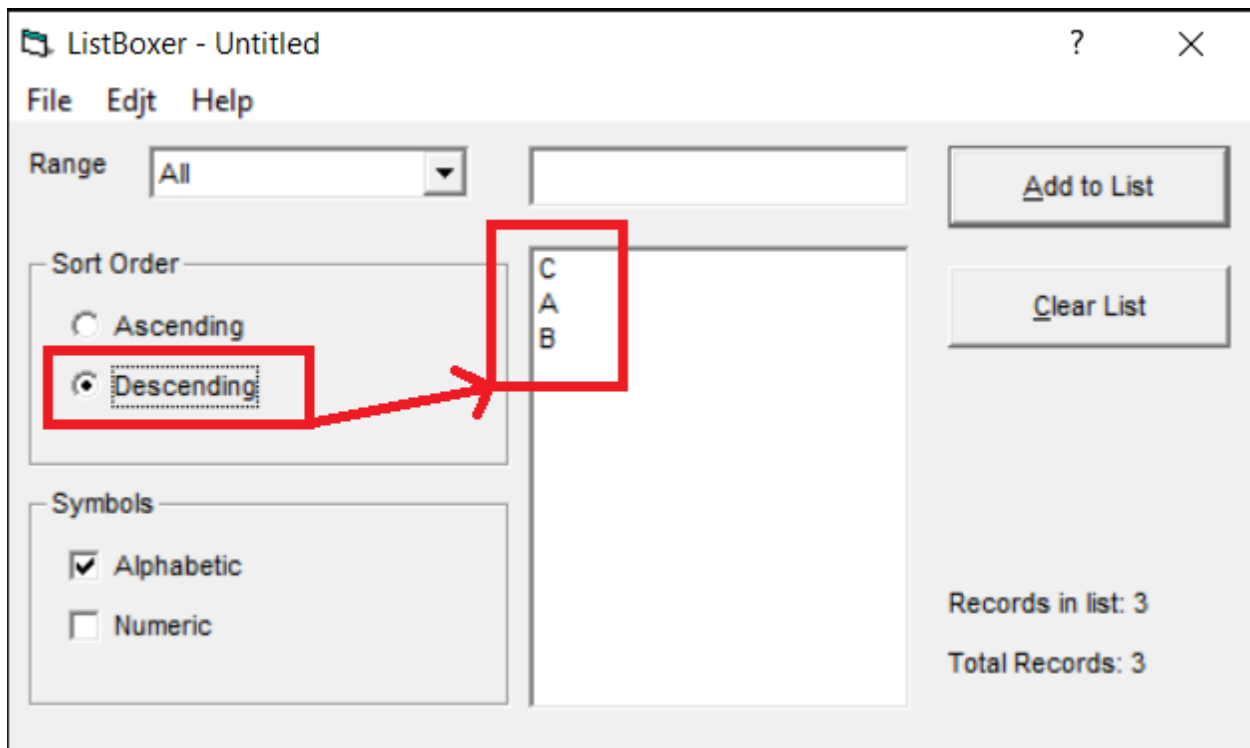 ListBoxer - Untitled
?
File Edjt Help
Range
All
Add to List
Sort Order
Ascending
Descending
C
A
B
Clear List
Symbols
Alphabetic
Numeric
Records in list: 3
Total Records: 3